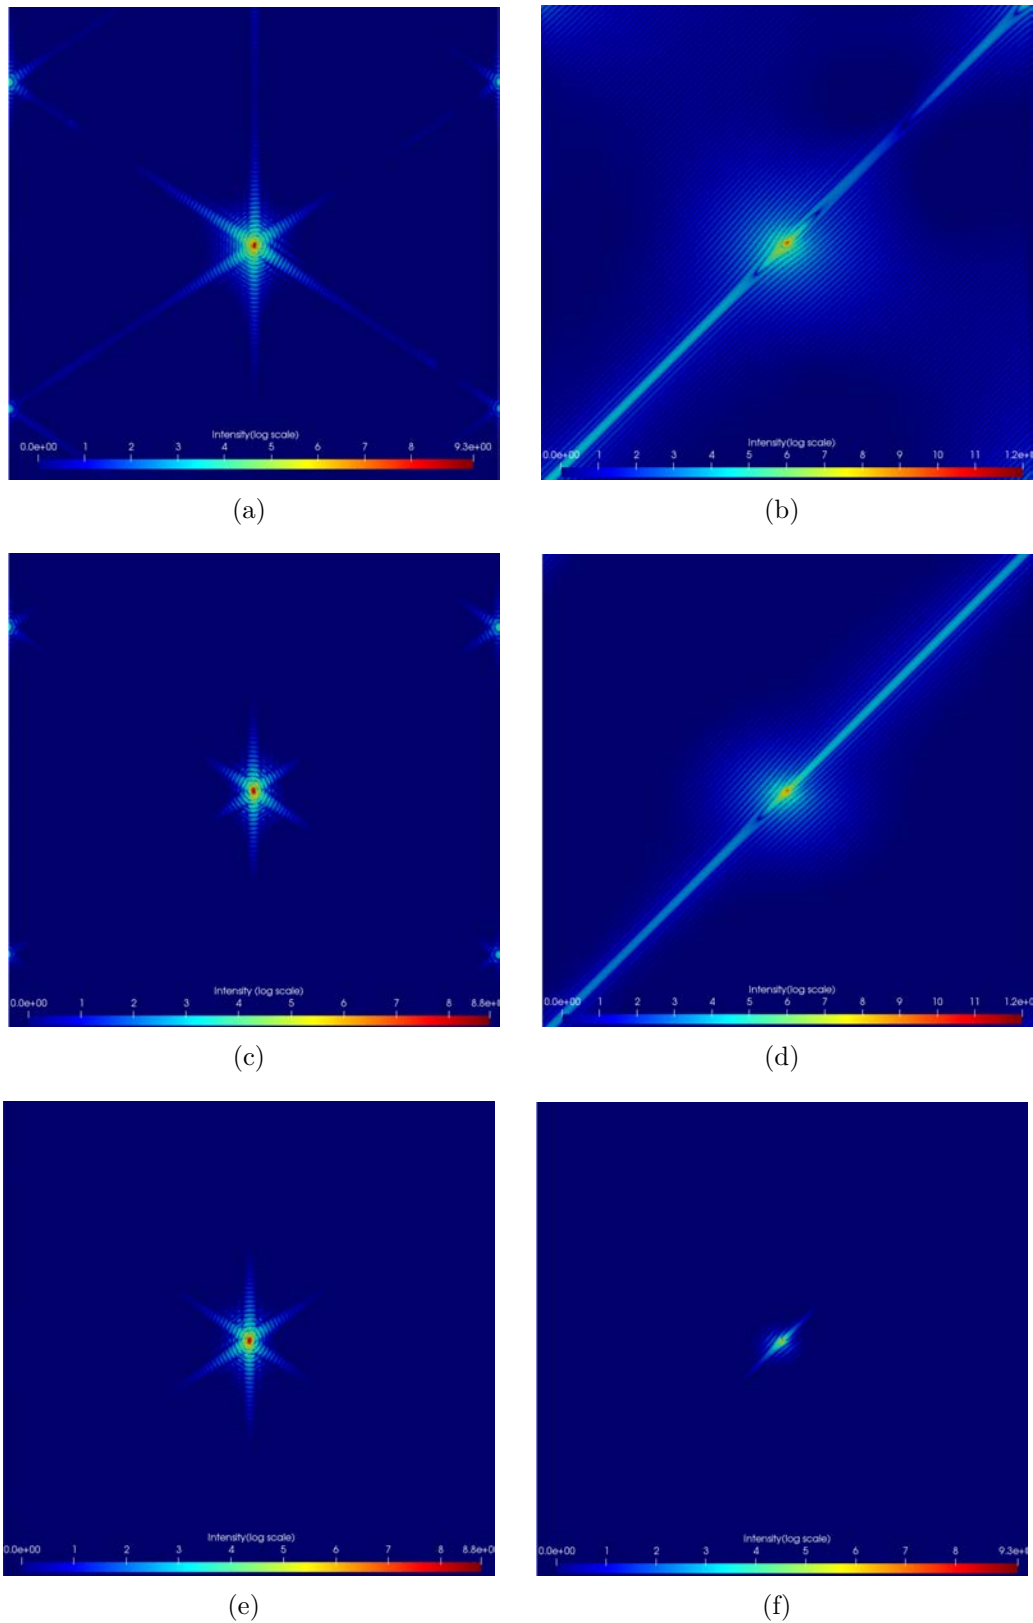 Intensity(log scale)
0.0e+00 1 2 3 4 5 6 7 8 9.3e+00
(a)
Intensity(log scale)
0.0e+00 1 2 3 4 5 6 7 8 9 10 11
(b)
Intensity (log scale)
0.0e+00 1 2 3 4 5 6 7
(c)
Intensity(log scale)
0.0e+00 1 2 3 4 5 6 7 8 9 10 11
(d)
Intensity(log scale)
0.0e+00 1 2 3 4 5 6 7
(e)
Intensity(log scale)
0.0e+00 1 2 3 4 5 6 7 8
(f)